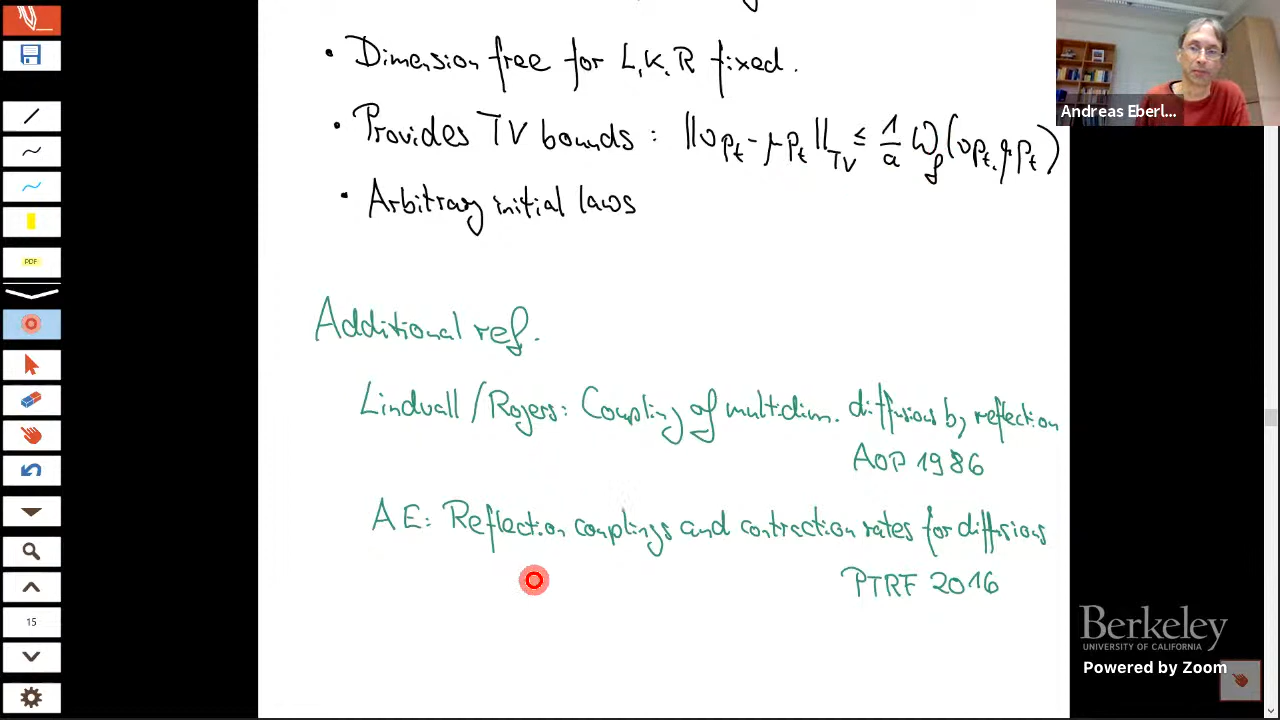 • Dimension free for L, K, R fixed.
• Provides TV bounds : ||νp_t - μp_t||_TV ≤ 1/a W_f(νp_t, μp_t)
• Arbitrary initial laws
Additional ref.
Lindvall / Rogers: Coupling of multidim. diffusions by reflection
AOP 1986
AE: Reflection couplings and contraction rates for diffusions
PTRF 2016
Andreas Eberl...
PDF
15
Berkeley
UNIVERSITY OF CALIFORNIA
Powered by Zoom